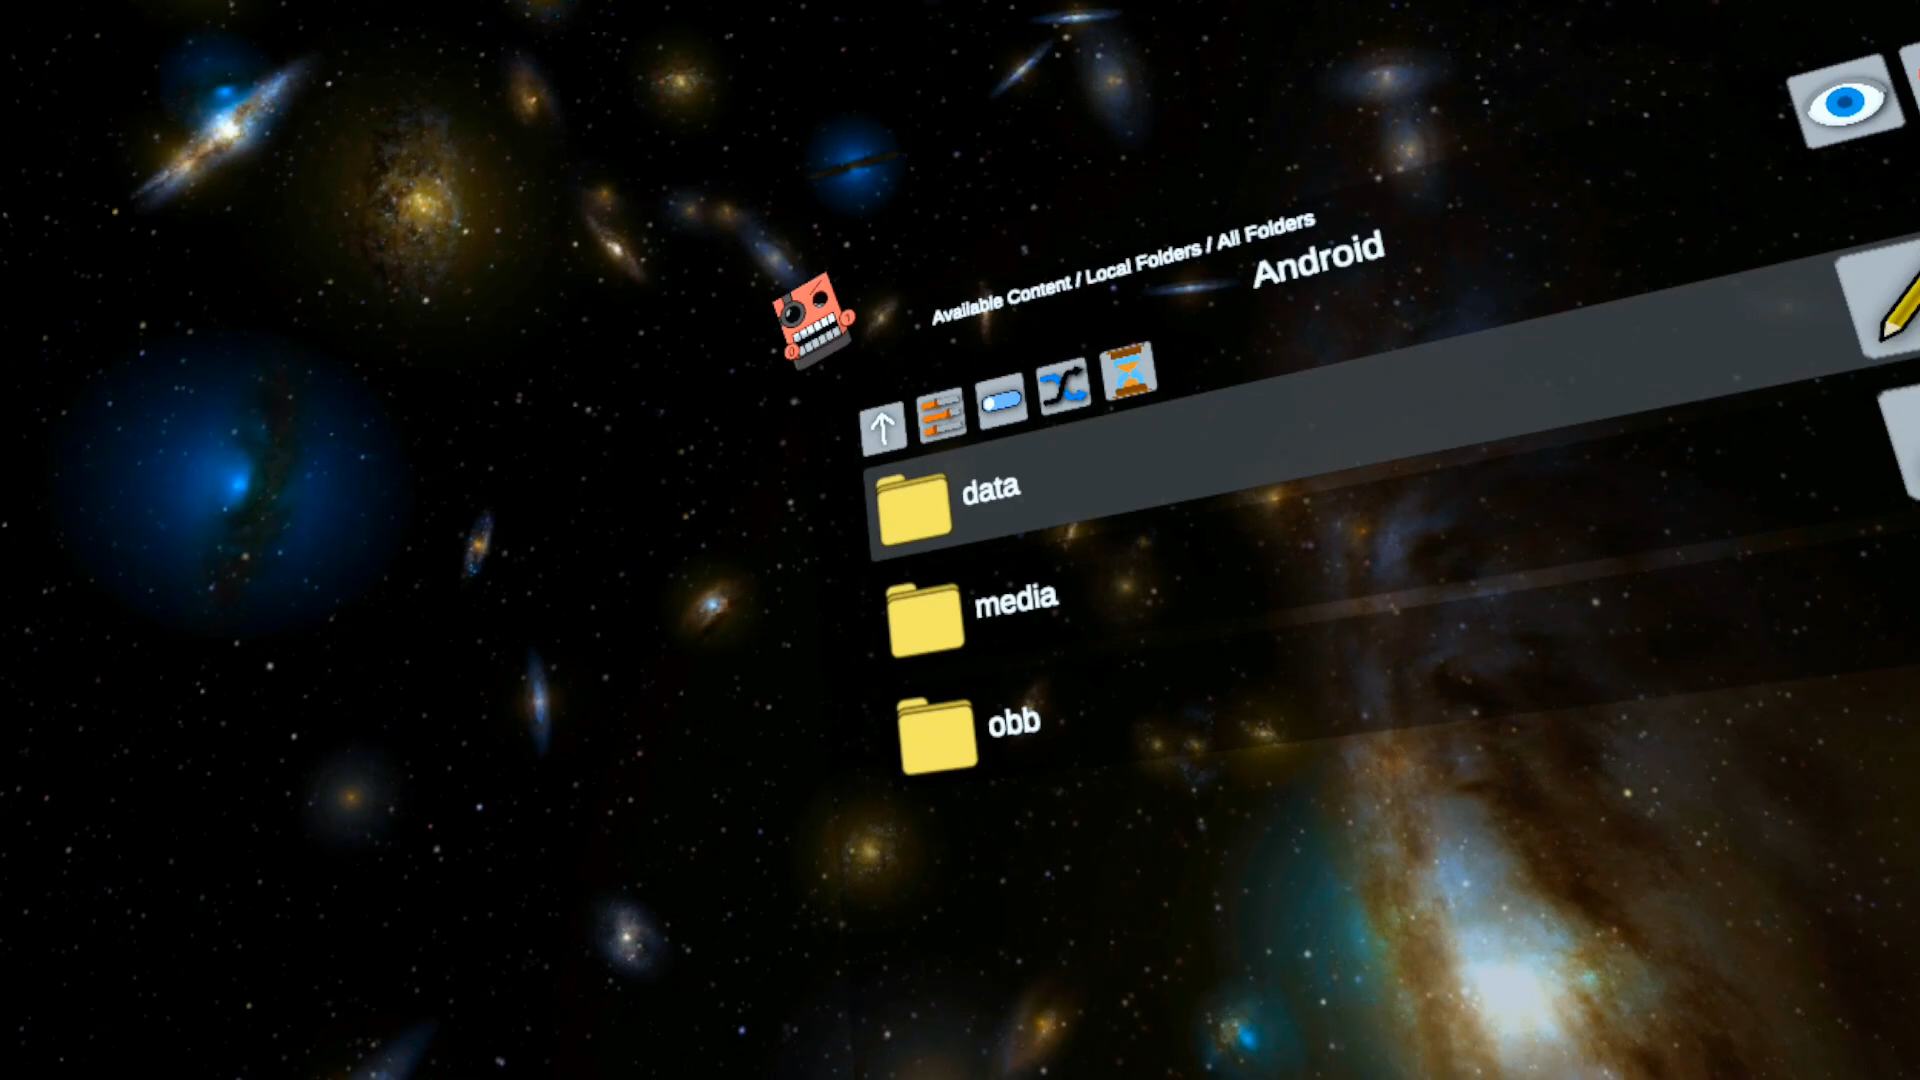 Available Content / Local Folders / All Folders
Android
data
media
obb